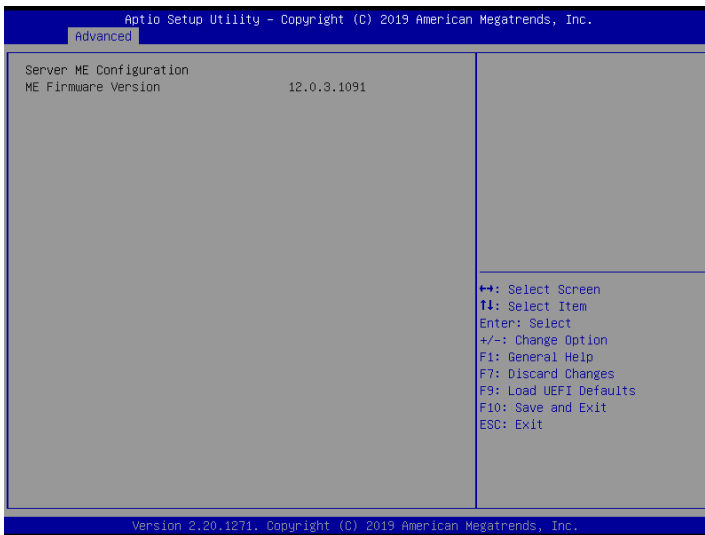 Aptio Setup Utility – Copyright (C) 2019 American Megatrends, Inc.
Advanced
Server ME Configuration
ME Firmware Version 12.0.3.1091
↔: Select Screen
↑↓: Select Item
Enter: Select
+/-: Change Option
F1: General Help
F7: Discard Changes
F9: Load UEFI Defaults
F10: Save and Exit
ESC: Exit
Version 2.20.1271. Copyright (C) 2019 American Megatrends, Inc.